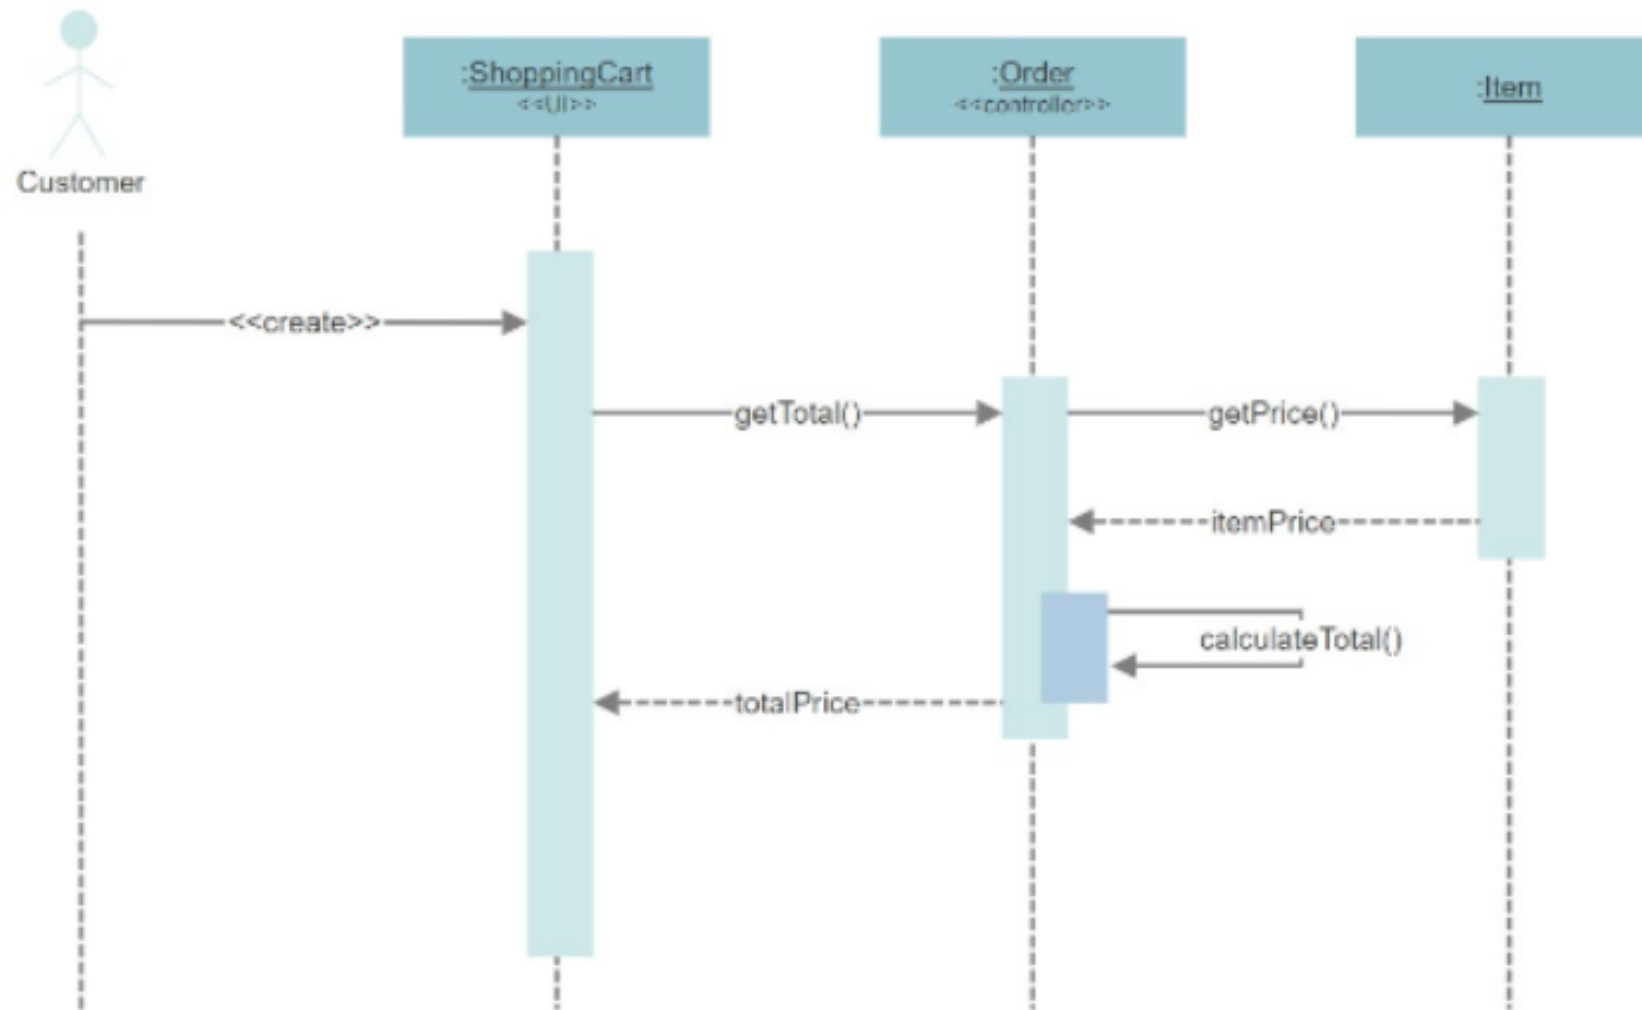 :ShoppingCart
<<UI>>
:Order
<<controller>>
:Item
Customer
<<create>>
getTotal()
getPrice()
itemPrice
calculateTotal()
totalPrice